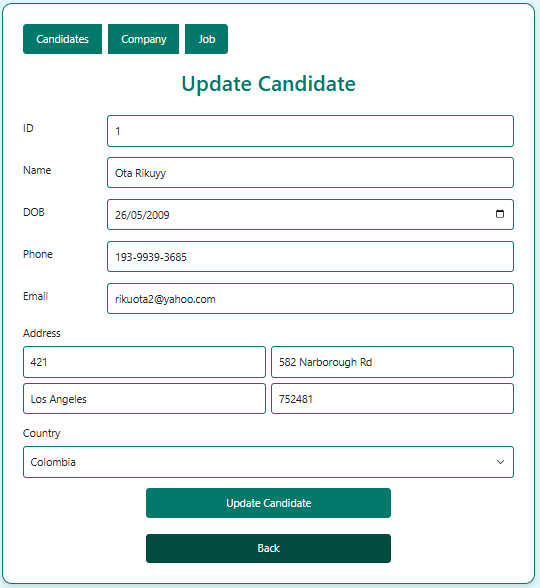 Candidates Company Job
Update Candidate
ID 1
Name Ota Rikuyy
DOB 26/05/2009
Phone 193-9939-3685
Email rikuota2@yahoo.com
Address
421 582 Narborough Rd
Los Angeles 752481
Country
Colombia
Update Candidate
Back